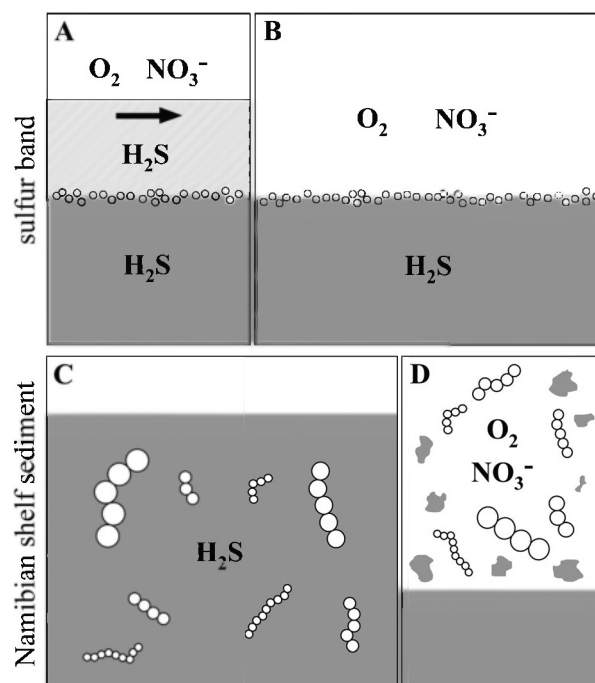 A
O₂ NO₃⁻
H₂S
H₂S
sulfur band
B
O₂ NO₃⁻
H₂S
C
H₂S
Namibian shelf sediment
D
O₂
NO₃⁻